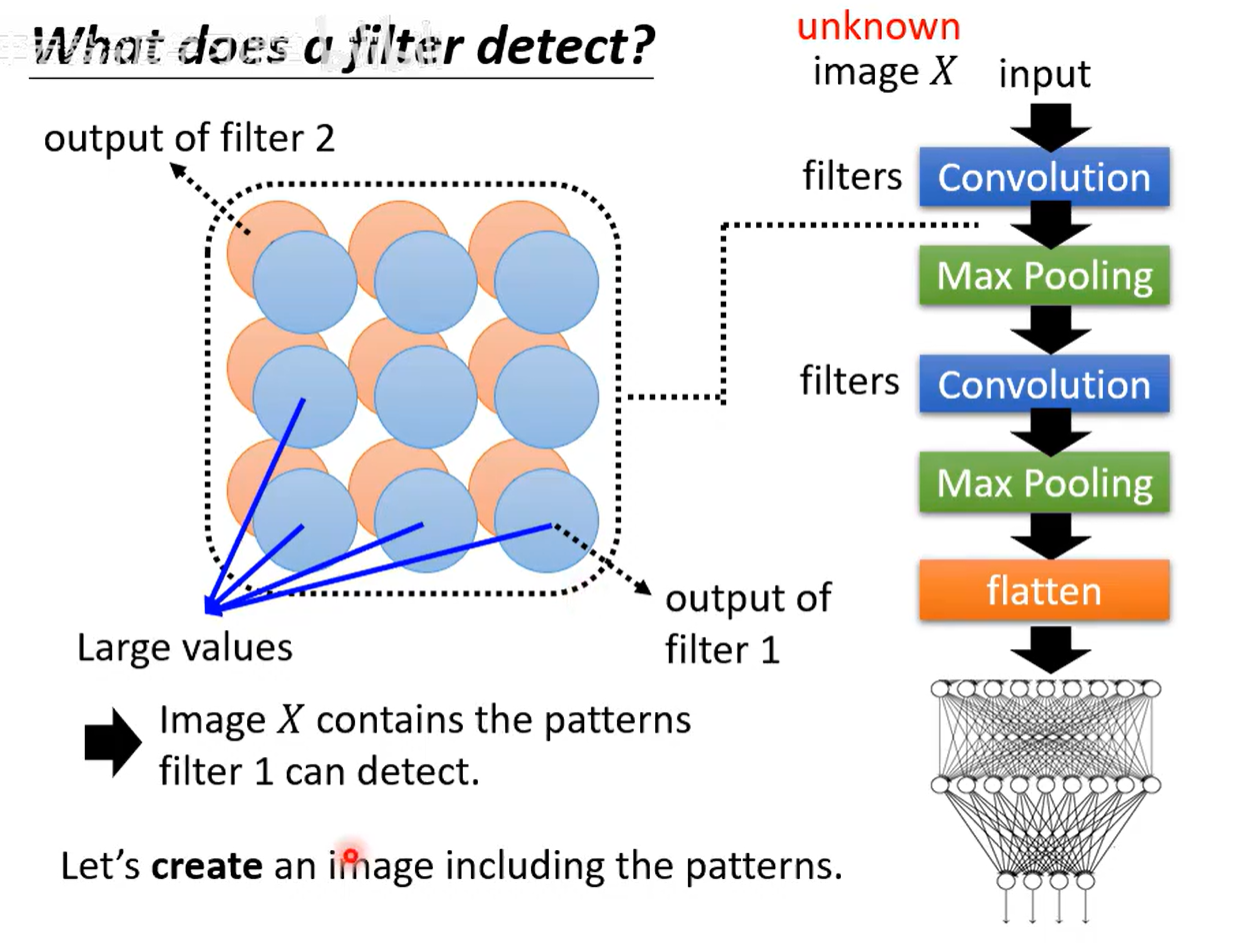 What does a filter detect?
unknown
image X
input
output of filter 2
filters
Convolution
Max Pooling
filters
Convolution
Max Pooling
flatten
output of
filter 1
Large values
Image X contains the patterns
filter 1 can detect.
Let's create an image including the patterns.